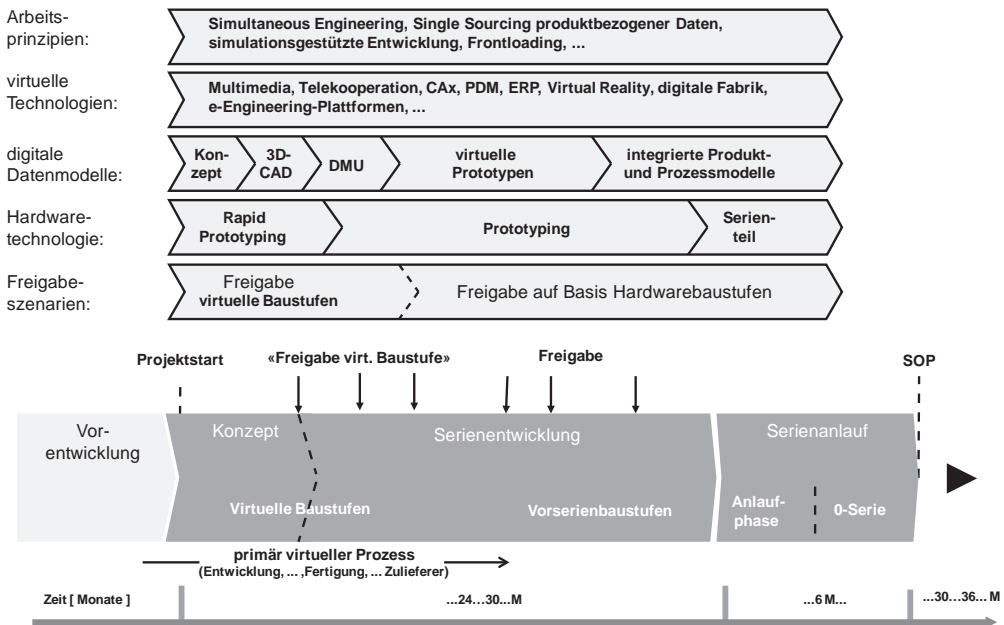 Arbeits-
prinzipien:
Simultaneous Engineering, Single Sourcing produktbezogener Daten,
simulationsgestützte Entwicklung, Frontloading, ...
virtuelle
Technologien:
Multimedia, Telekooperation, CAx, PDM, ERP, Virtual Reality, digitale Fabrik,
e-Engineering-Plattformen, ...
digitale
Datenmodelle:
Kon-
zept
3D-
CAD
DMU
virtuelle
Prototypen
integrierte Produkt-
und Prozessmodelle
Hardware-
technologie:
Rapid
Prototyping
Prototyping
Serien-
teil
Freigabe-
szenarien:
Freigabe
virtuelle Baustufen
Freigabe auf Basis Hardwarebaustufen
Projektstart
«Freigabe virt. Baustufe»
Freigabe
SOP
Vor-
entwicklung
Konzept
Serienentwicklung
Serienanlauf
Virtuelle Baustufen
Vorserienbaustufen
Anlauf-
phase
0-Serie
primär virtueller Prozess
(Entwicklung, ... ,Fertigung, ... Zulieferer)
Zeit [ Monate ]
...24...30...M
...6 M...
...30...36... M